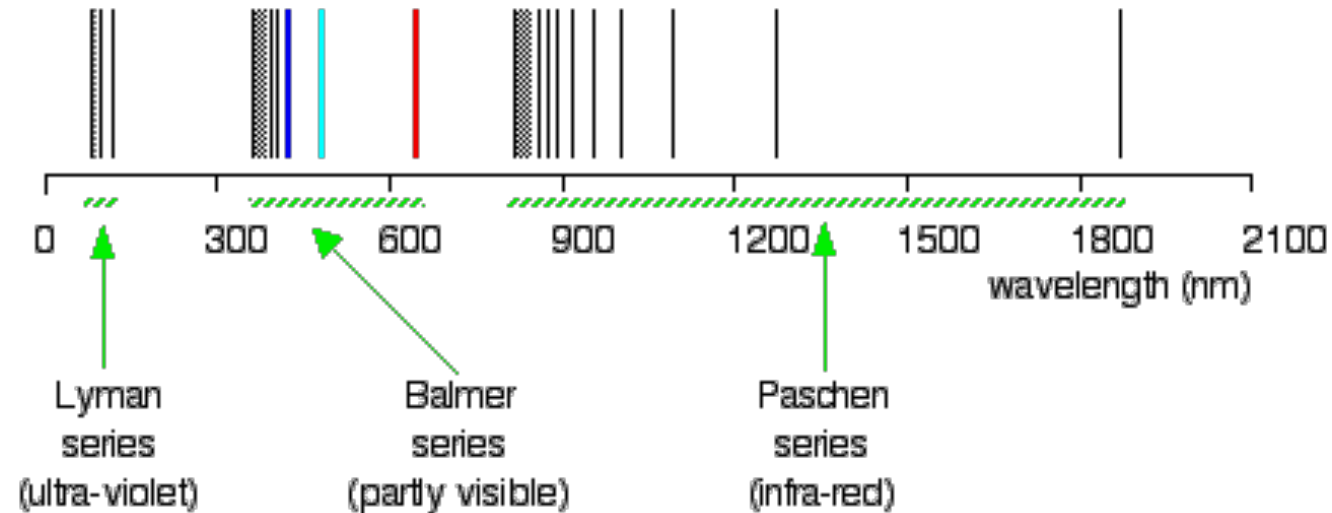 0 300 600 900 1200 1500 1800 2100
wavelength (nm)
Lyman
series
(ultra-violet)
Balmer
series
(partly visible)
Paschen
series
(infra-red)